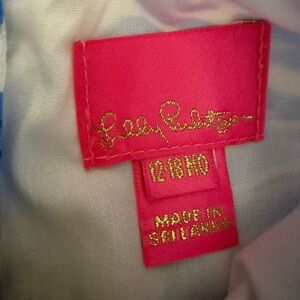 Lilly Pulitzer
12-18 MO
MADE IN
SRI LANKA